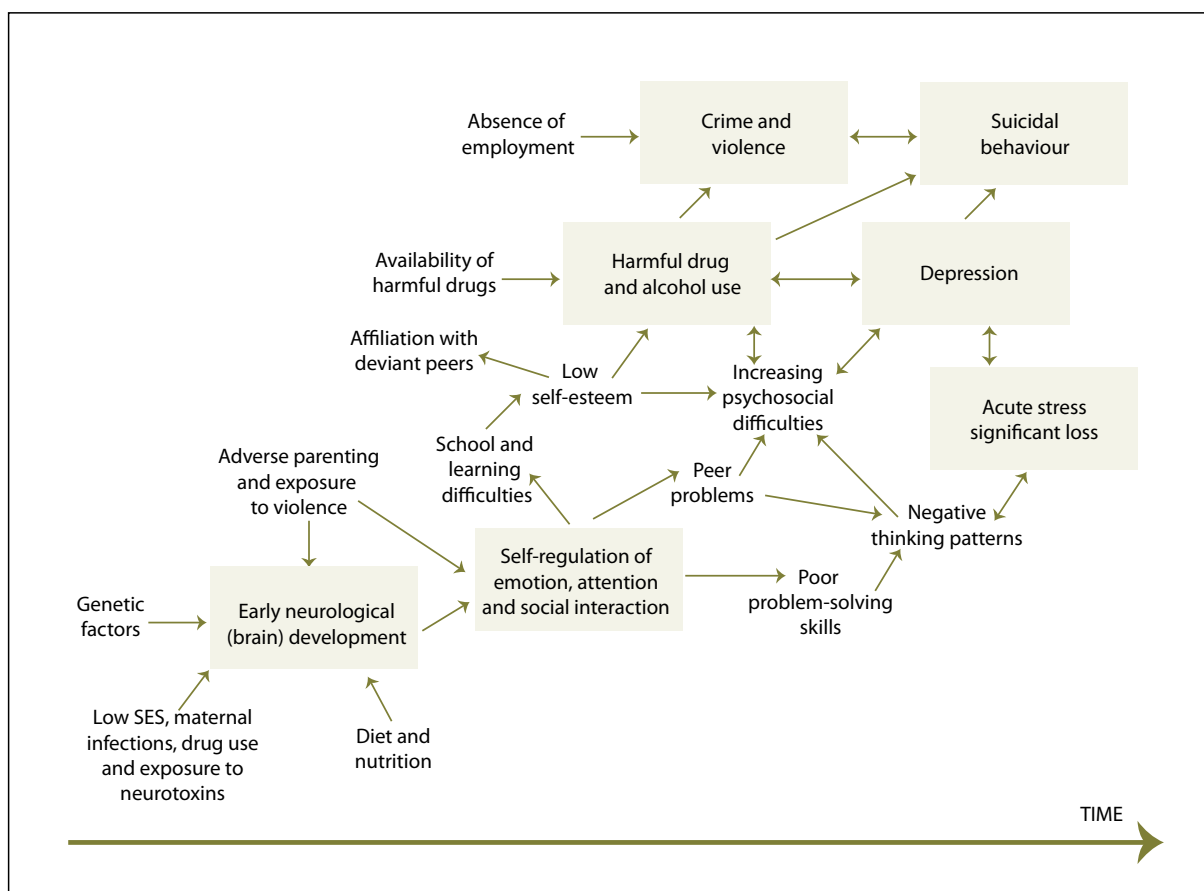 Absence of
employment
Crime and
violence
Suicidal
behaviour
Availability of
harmful drugs
Harmful drug
and alcohol use
Depression
Affiliation with
deviant peers
Low
self-esteem
Increasing
psychosocial
difficulties
Acute stress
significant loss
School and
learning
difficulties
Adverse parenting
and exposure
to violence
Peer
problems
Negative
thinking patterns
Self-regulation of
emotion, attention
and social interaction
Poor
problem-solving
skills
Genetic
factors
Early neurological
(brain) development
Low SES, maternal
infections, drug use
and exposure to
neurotoxins
Diet and
nutrition
TIME